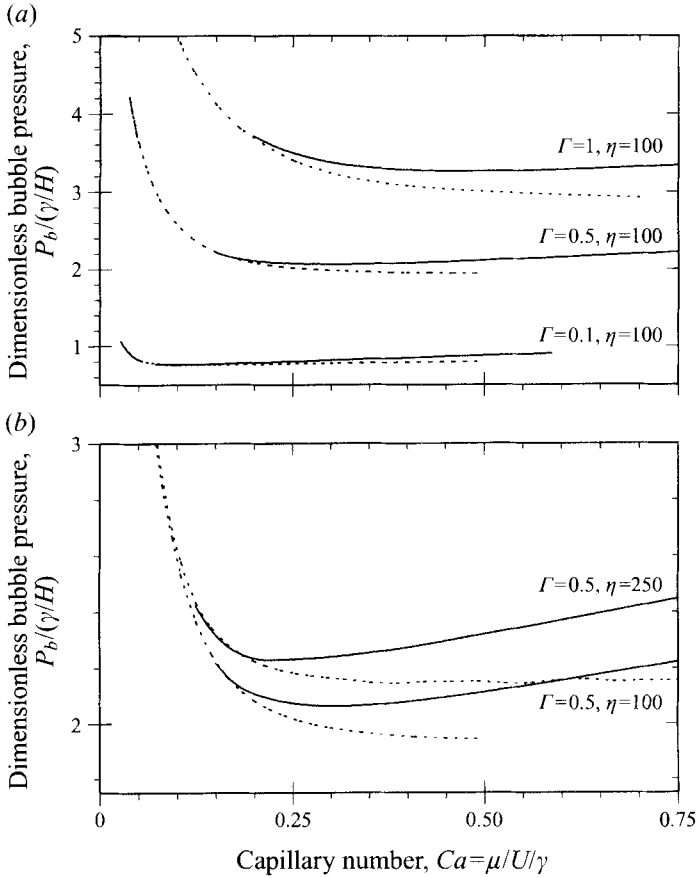 (a)
Dimensionless bubble pressure,
P_b/(γ/H)
5
4
3
2
1
Γ=1, η=100
Γ=0.5, η=100
Γ=0.1, η=100
(b)
Dimensionless bubble pressure,
P_b/(γ/H)
3
2
Γ=0.5, η=250
Γ=0.5, η=100
0
0.25
0.50
0.75
Capillary number, Ca=μ/U/γ